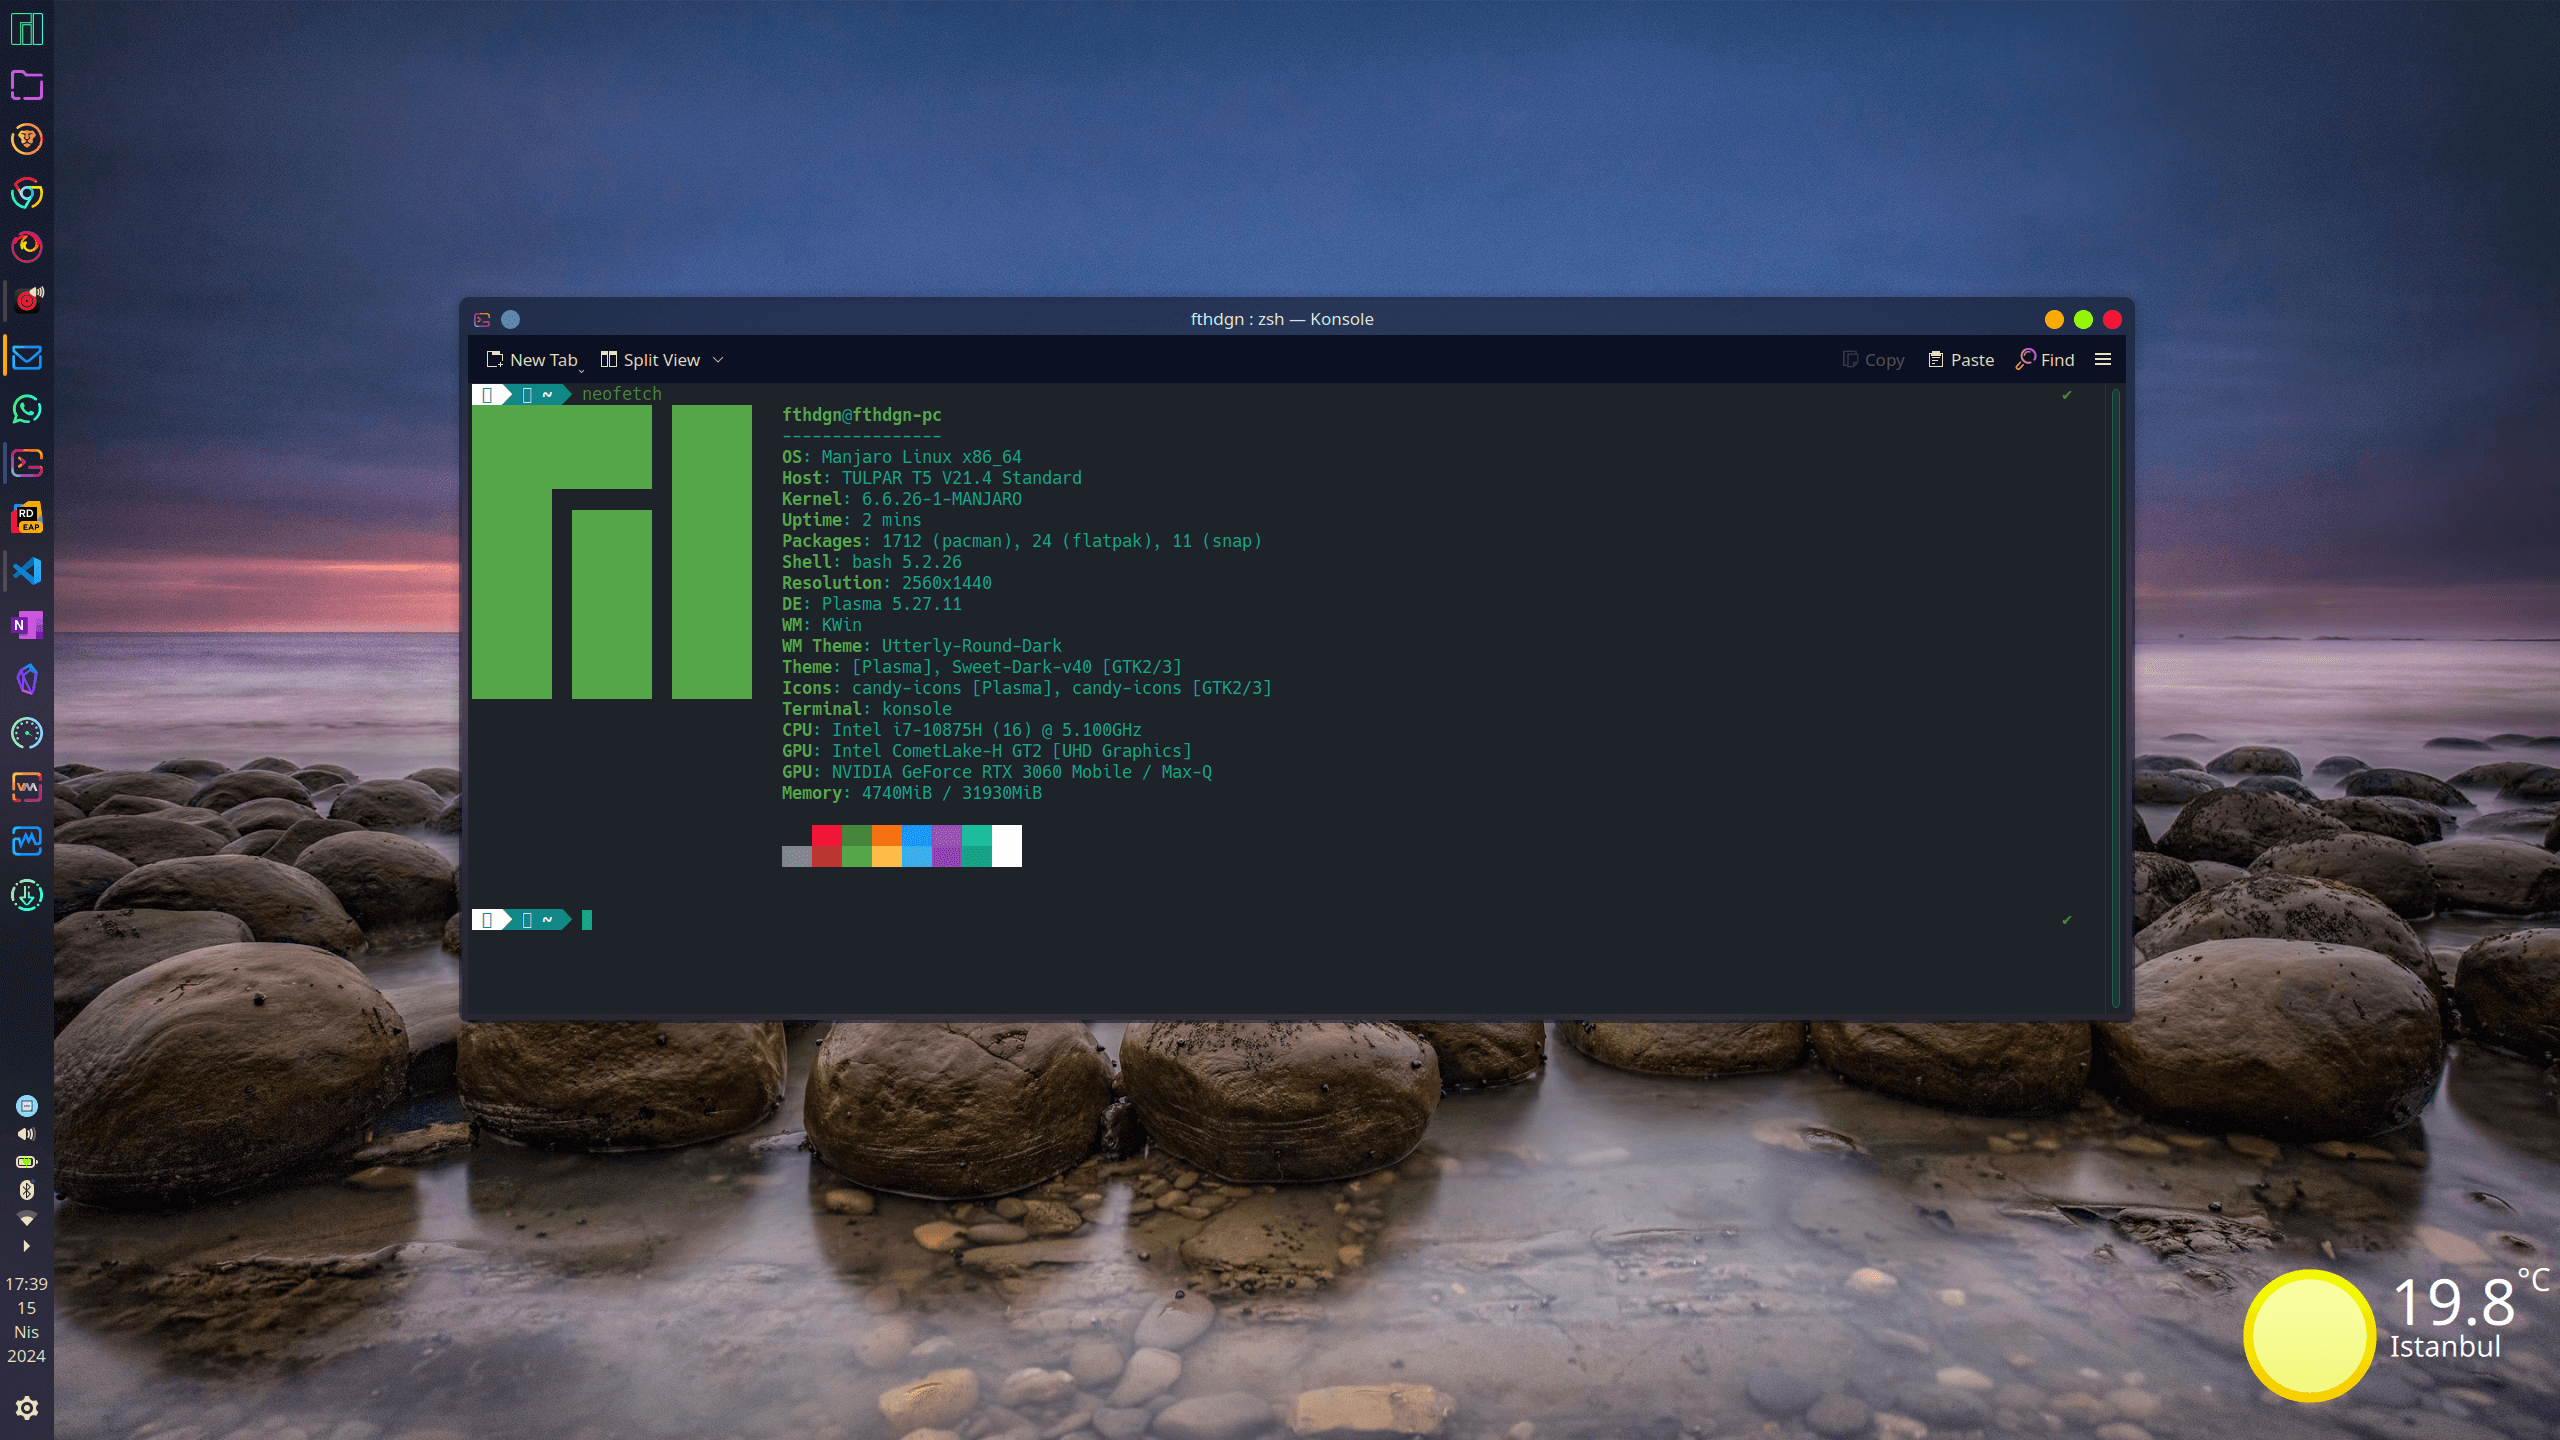 fthdgn : zsh — Konsole
New Tab Split View Copy Paste Find
~ neofetch ✔
fthdgn@fthdgn-pc
----------------
OS: Manjaro Linux x86_64
Host: TULPAR T5 V21.4 Standard
Kernel: 6.6.26-1-MANJARO
Uptime: 2 mins
Packages: 1712 (pacman), 24 (flatpak), 11 (snap)
Shell: bash 5.2.26
Resolution: 2560x1440
DE: Plasma 5.27.11
WM: KWin
WM Theme: Utterly-Round-Dark
Theme: [Plasma], Sweet-Dark-v40 [GTK2/3]
Icons: candy-icons [Plasma], candy-icons [GTK2/3]
Terminal: konsole
CPU: Intel i7-10875H (16) @ 5.100GHz
GPU: Intel CometLake-H GT2 [UHD Graphics]
GPU: NVIDIA GeForce RTX 3060 Mobile / Max-Q
Memory: 4740MiB / 31930MiB
~ ✔
RD
EAP
N
17:39
15
Nis
2024
19.8°C
Istanbul